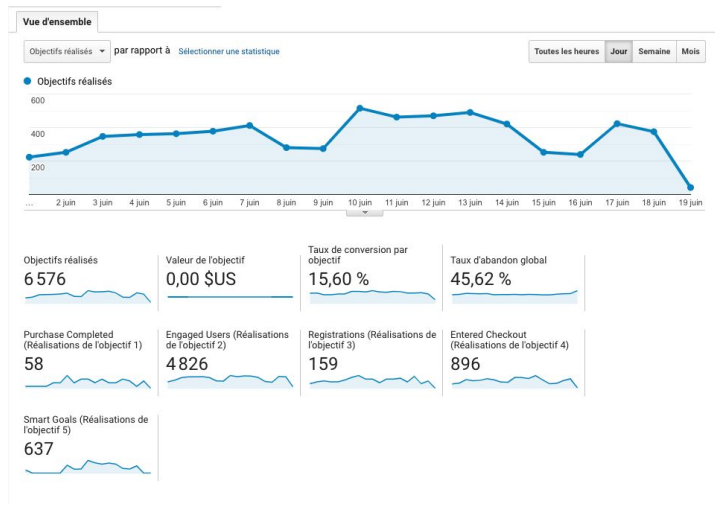 Vue d'ensemble
Objectifs réalisés par rapport à Sélectionner une statistique
Toutes les heures Jour Semaine Mois
Objectifs réalisés
600
400
200
... 2 juin 3 juin 4 juin 5 juin 6 juin 7 juin 8 juin 9 juin 10 juin 11 juin 12 juin 13 juin 14 juin 15 juin 16 juin 17 juin 18 juin 19 juin
Objectifs réalisés
6 576
Valeur de l'objectif
0,00 $US
Taux de conversion par
objectif
15,60 %
Taux d'abandon global
45,62 %
Purchase Completed
(Réalisations de l'objectif 1)
58
Engaged Users (Réalisations
de l'objectif 2)
4 826
Registrations (Réalisations de
l'objectif 3)
159
Entered Checkout
(Réalisations de l'objectif 4)
896
Smart Goals (Réalisations de
l'objectif 5)
637